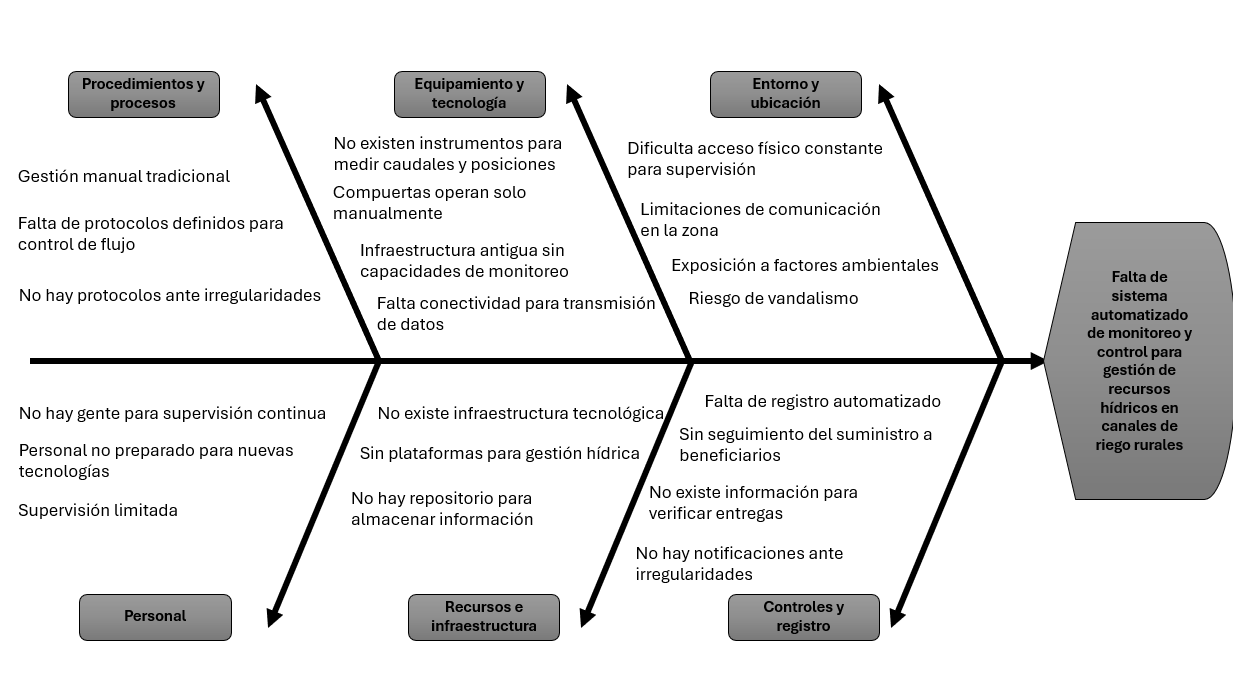 Procedimientos y
procesos
Gestión manual tradicional
Falta de protocolos definidos para
control de flujo
No hay protocolos ante irregularidades
Equipamiento y
tecnología
No existen instrumentos para
medir caudales y posiciones
Compuertas operan solo
manualmente
Infraestructura antigua sin
capacidades de monitoreo
Falta conectividad para transmisión
de datos
Entorno y
ubicación
Dificulta acceso físico constante
para supervisión
Limitaciones de comunicación
en la zona
Exposición a factores ambientales
Riesgo de vandalismo
Falta de
sistema
automatizado
de monitoreo y
control para
gestión de
recursos
hídricos en
canales de
riego rurales
No hay gente para supervisión continua
Personal no preparado para nuevas
tecnologías
Supervisión limitada
Personal
No existe infraestructura tecnológica
Sin plataformas para gestión hídrica
No hay repositorio para
almacenar información
Recursos e
infraestructura
Falta de registro automatizado
Sin seguimiento del suministro a
beneficiarios
No existe información para
verificar entregas
No hay notificaciones ante
irregularidades
Controles y
registro